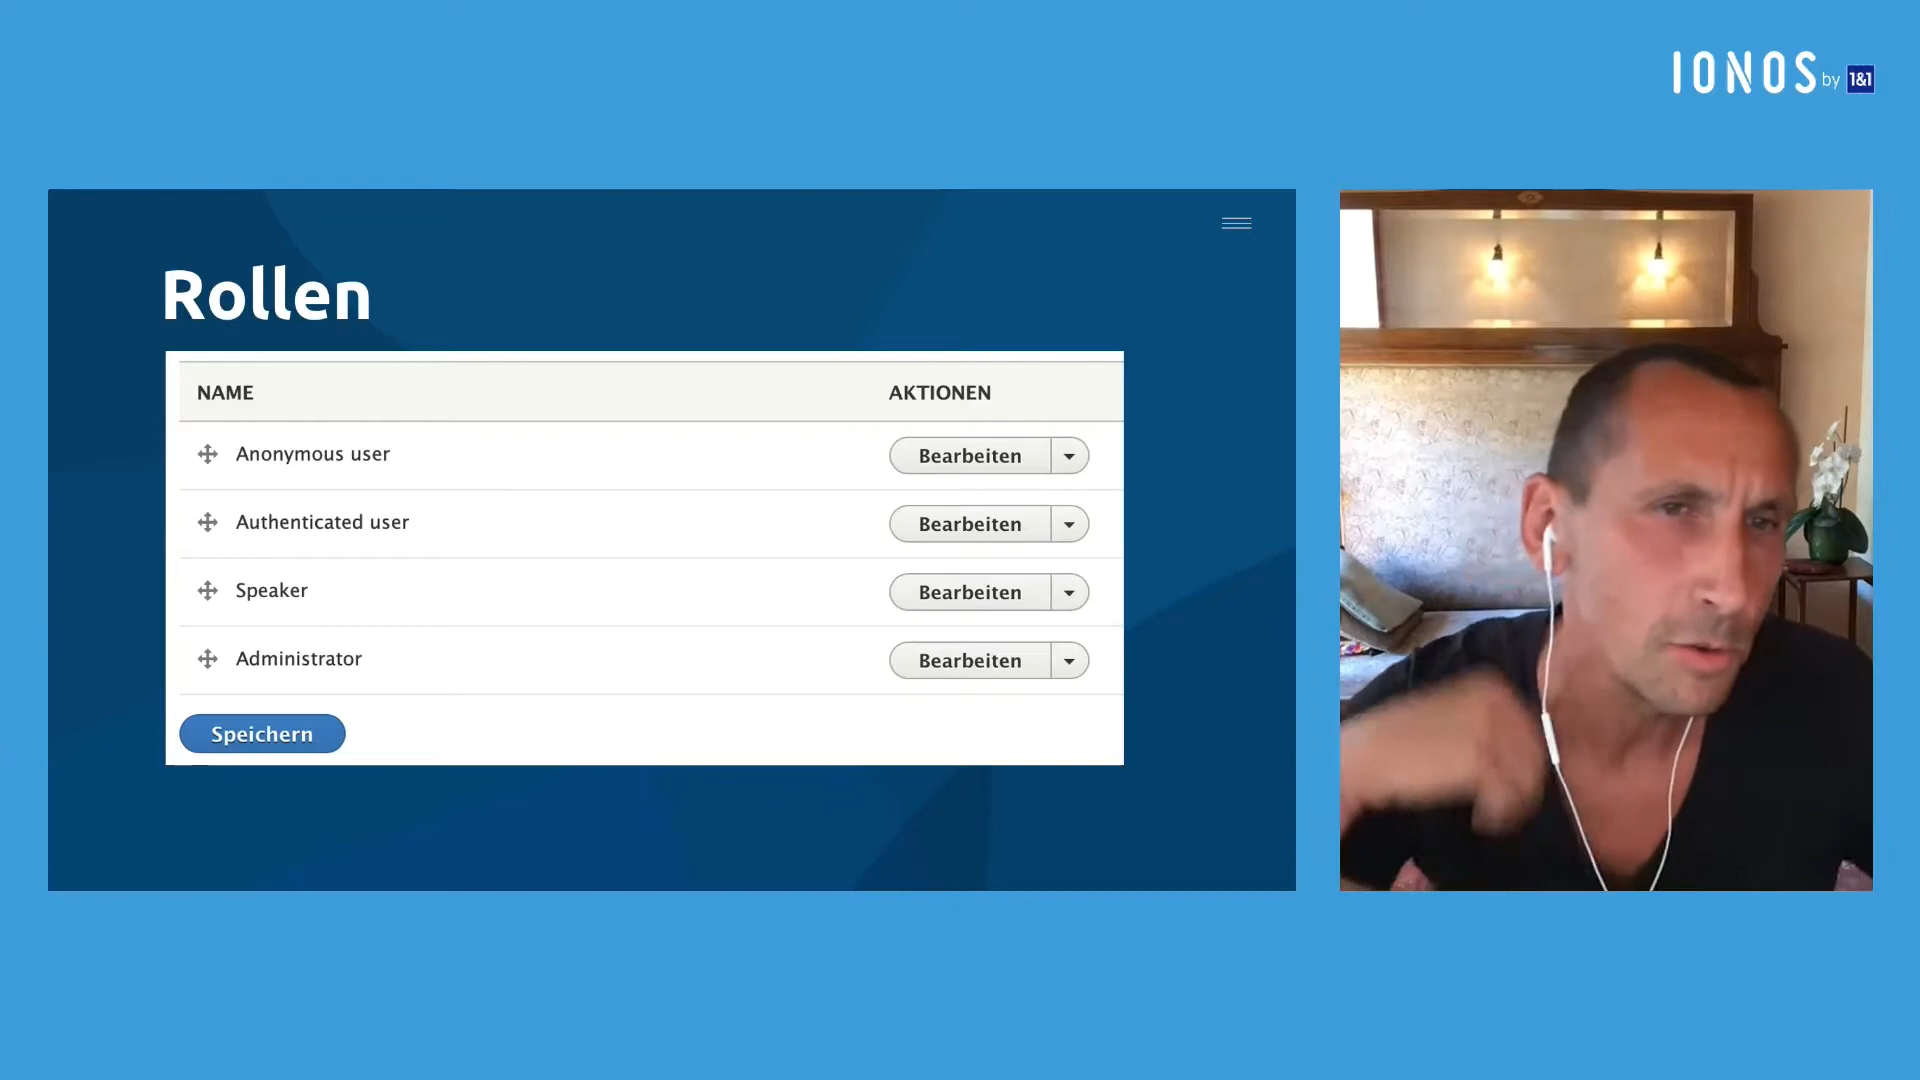 IONOS by 1&1
Rollen
NAME AKTIONEN
Anonymous user Bearbeiten
Authenticated user Bearbeiten
Speaker Bearbeiten
Administrator Bearbeiten
Speichern